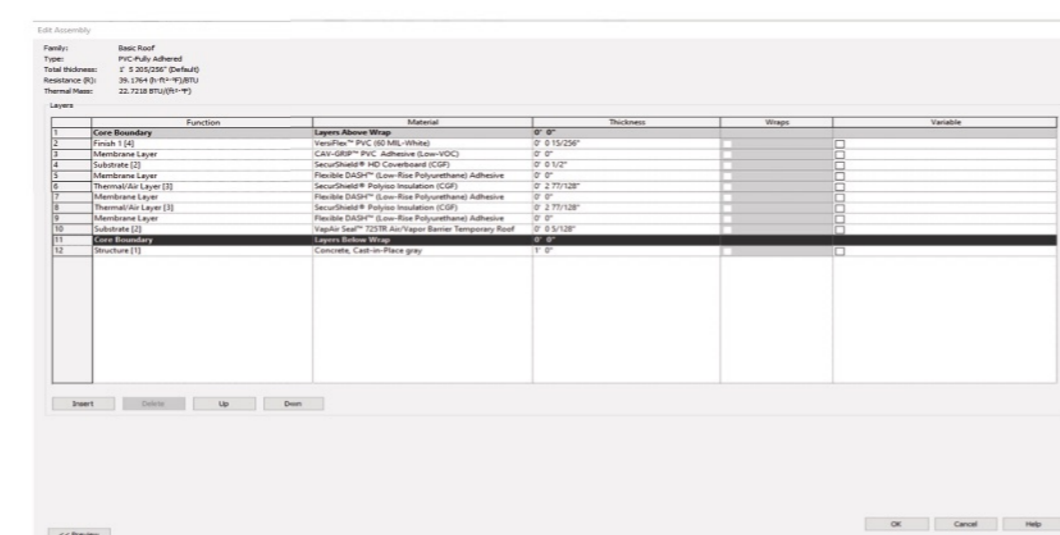 Edit Assembly
Family: Basic Roof
Type: PVC-Fully Adhered
Total thickness: 1' 5 205/256" (Default)
Resistance (R): 39.1764 (h·ft²·°F)/BTU
Thermal Mass: 22.7218 BTU/(ft²·°F)
Layers
Function Material Thickness Wraps Variable
1 Core Boundary Layers Above Wrap 0' 0"
2 Finish 1 [4] VersiFlex™ PVC (60 MIL-White) 0' 0 15/256"
3 Membrane Layer CAV-GRIP™ PVC Adhesive (Low-VOC) 0' 0"
4 Substrate [2] SecurShield® HD Coverboard (CGF) 0' 0 1/2"
5 Membrane Layer Flexible DASH™ (Low-Rise Polyurethane) Adhesive 0' 0"
6 Thermal/Air Layer [3] SecurShield® Polyiso Insulation (CGF) 0' 2 77/128"
7 Membrane Layer Flexible DASH™ (Low-Rise Polyurethane) Adhesive 0' 0"
8 Thermal/Air Layer [3] SecurShield® Polyiso Insulation (CGF) 0' 2 77/128"
9 Membrane Layer Flexible DASH™ (Low-Rise Polyurethane) Adhesive 0' 0"
10 Substrate [2] VapAir Seal™ 725TR Air/Vapor Barrier Temporary Roof 0' 0 5/128"
11 Core Boundary Layers Below Wrap 0' 0"
12 Structure [1] Concrete, Cast-in-Place gray 1' 0"
Insert Delete Up Down
OK Cancel Help
<< Preview